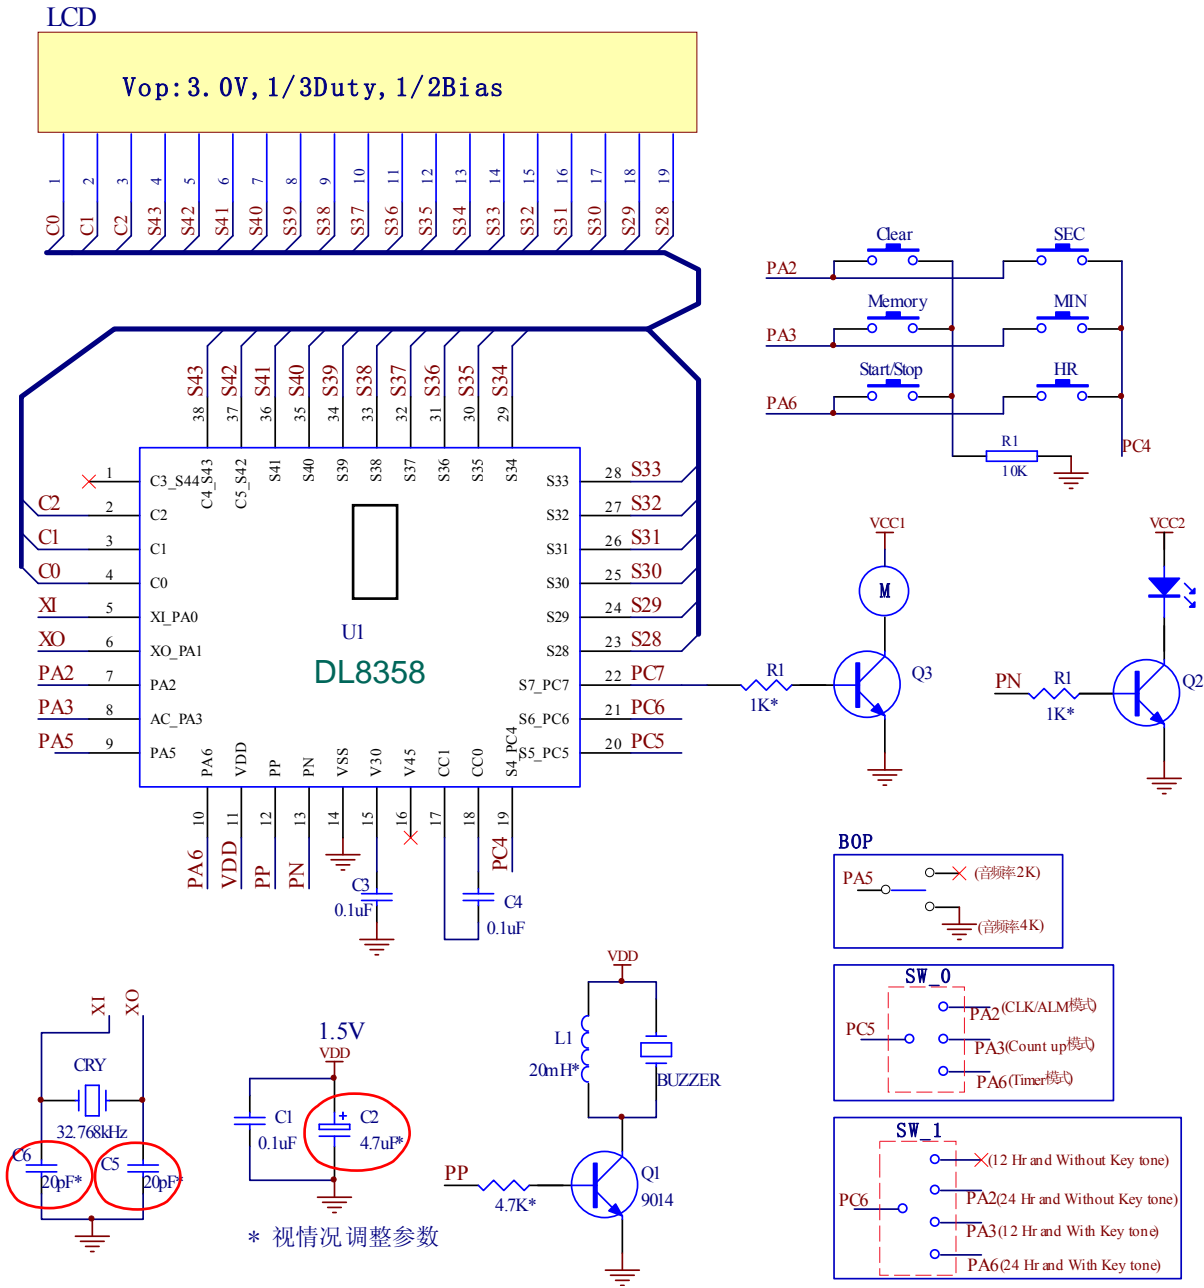 LCD
Vop:3.0V,1/3Duty,1/2Bias
1 2 3 4 5 6 7 8 9 10 11 12 13 14 15 16 17 18 19
C0 C1 C2 S43 S42 S41 S40 S39 S38 S37 S36 S35 S34 S33 S32 S31 S30 S29 S28
Clear SEC
PA2
Memory MIN
PA3
Start/Stop HR
PA6
R1
10K
PC4
S43 S42 S41 S40 S39 S38 S37 S36 S35 S34
38 37 36 35 34 33 32 31 30 29
C4_S43 C5_S42 S41 S40 S39 S38 S37 S36 S35 S34
1 C3_S44
C2 2 C2
C1 3 C1
C0 4 C0
XI 5 XI_PA0
XO 6 XO_PA1
PA2 7 PA2
PA3 8 AC_PA3
PA5 9 PA5
U1
DL8358
S33 28 S33
S32 27 S32
S31 26 S31
S30 25 S30
S29 24 S29
S28 23 S28
S7_PC7 22 PC7
S6_PC6 21 PC6
S5_PC5 20 PC5
PA6 VDD PP PN VSS V30 V45 CC1 CC0 S4_PC4
10 11 12 13 14 15 16 17 18 19
PA6 VDD PP PN PC4
C3
0.1uF
C4
0.1uF
VCC1
M
R1
1K*
Q3
VCC2
PN
R1
1K*
Q2
BOP
PA5
(音频率2K)
(音频率4K)
SW_0
PC5
PA2(CLK/ALM模式)
PA3(Count up模式)
PA6(Timer模式)
SW_1
PC6
(12 Hr and Without Key tone)
PA2(24 Hr and Without Key tone)
PA3(12 Hr and With Key tone)
PA6(24 Hr and With Key tone)
XI XO
CRY
32.768kHz
C6
20pF*
C5
20pF*
1.5V
VDD
C1
0.1uF
+
C2
4.7uF*
* 视情况调整参数
VDD
L1
20mH*
BUZZER
PP
4.7K*
Q1
9014